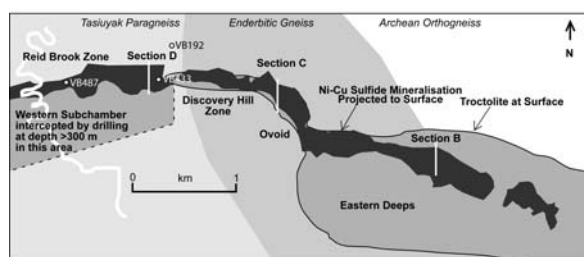 Tasiuyak Paragneiss
Enderbitic Gneiss
Archean Orthogneiss
N
VB192
Reid Brook Zone
Section D
VB487
VB433
Section C
Discovery Hill
Zone
Ni-Cu Sulfide Mineralisation
Projected to Surface
Troctolite at Surface
Western Subchamber
intercepted by drilling
at depth >300 m
in this area
Ovoid
Section B
0
1
km
Eastern Deeps